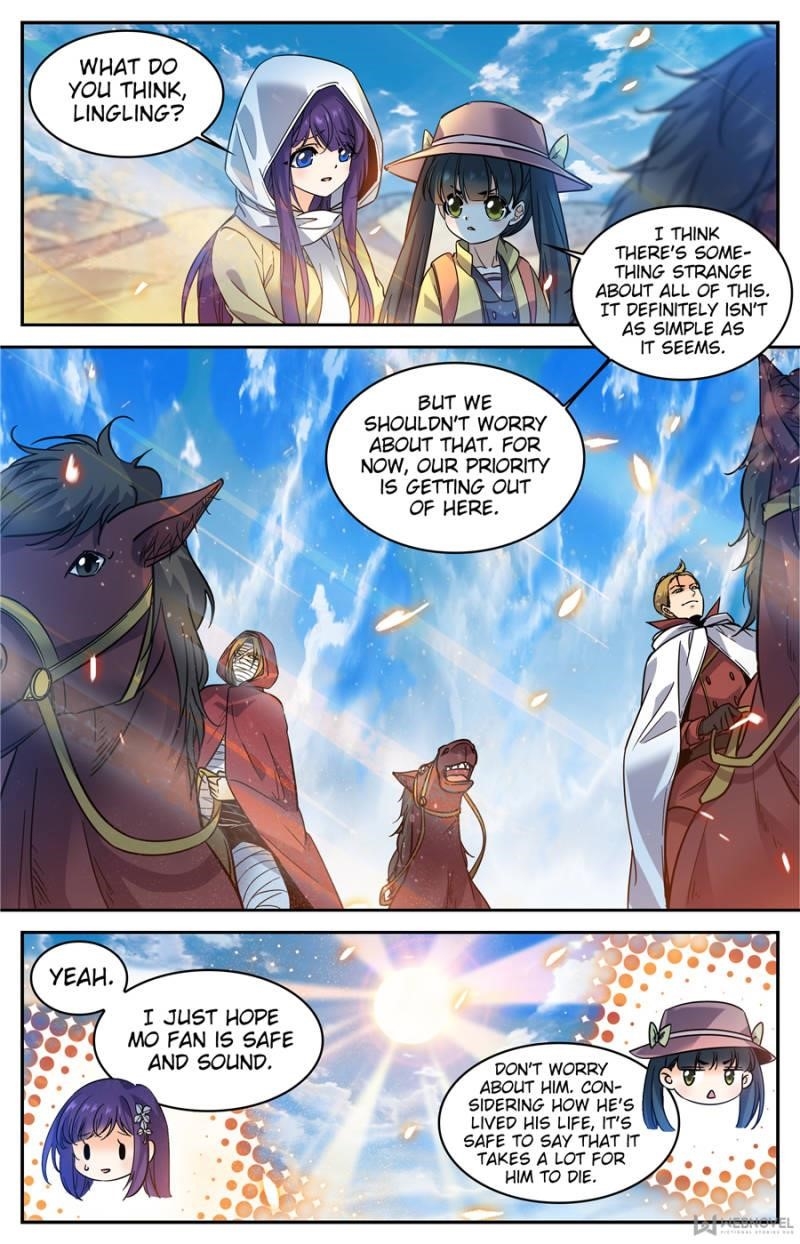 WHAT DO
YOU THINK,
LINGLING?
I THINK
THERE'S SOME-
THING STRANGE
ABOUT ALL OF THIS.
IT DEFINITELY ISN'T
AS SIMPLE AS
IT SEEMS.
BUT WE
SHOULDN'T WORRY
ABOUT THAT. FOR
NOW, OUR PRIORITY
IS GETTING OUT
OF HERE.
YEAH.
I JUST HOPE
MO FAN IS SAFE
AND SOUND.
DON'T WORRY
ABOUT HIM. CON-
SIDERING HOW HE'S
LIVED HIS LIFE, IT'S
SAFE TO SAY THAT IT
TAKES A LOT FOR
HIM TO DIE.
WEBNOVEL
FICTIONAL STORIES HUB